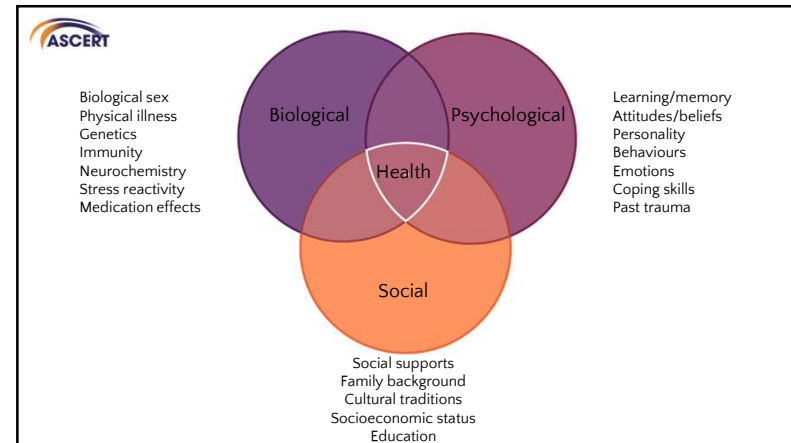 ASCERT
Biological
Psychological
Health
Social
Biological sex
Physical illness
Genetics
Immunity
Neurochemistry
Stress reactivity
Medication effects
Learning/memory
Attitudes/beliefs
Personality
Behaviours
Emotions
Coping skills
Past trauma
Social supports
Family background
Cultural traditions
Socioeconomic status
Education